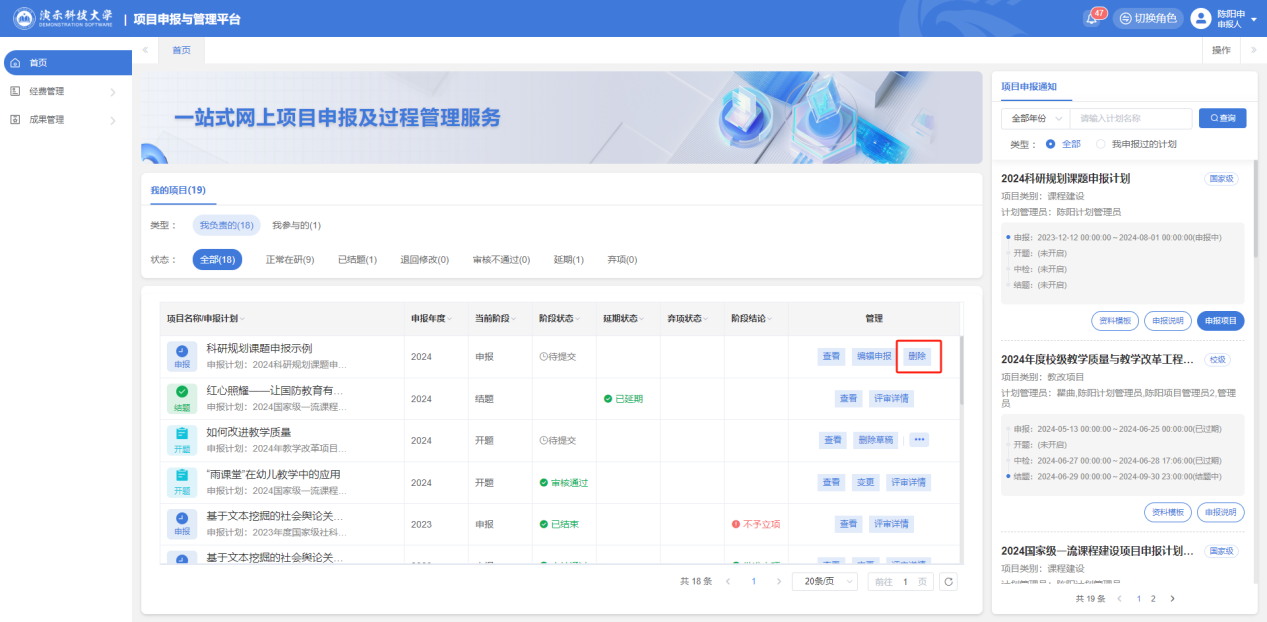 演示科技大学
DEMONSTRATION SOFTWARE
| 项目申报与管理平台
47
切换角色
陈阳申
申报人
首页
经费管理
成果管理
首页
操作
一站式网上项目申报及过程管理服务
我的项目(19)
类型：
我负责的(18)
我参与的(1)
状态：
全部(18)
正常在研(9)
已结题(1)
退回修改(0)
审核不通过(0)
延期(1)
弃项(0)
项目名称/申报计划
申报年度
当前阶段
阶段状态
延期状态
弃项状态
阶段结论
管理
申报
科研规划课题申报示例
申报计划：2024科研规划课题申...
2024
申报
待提交
查看
编辑申报
删除
结题
红心照耀——让国防教育有...
申报计划：2024国家级一流课程...
2024
结题
已延期
查看
评审详情
开题
如何改进教学质量
申报计划：2024年教学改革项目...
2024
开题
待提交
查看
删除草稿
•••
开题
“雨课堂”在幼儿教学中的应用
申报计划：2024国家级一流课程...
2024
开题
审核通过
查看
变更
评审详情
申报
基于文本挖掘的社会舆论关...
申报计划：2023年度国家级社科...
2023
申报
已结束
不予立项
查看
评审详情
基于文本挖掘的社会舆论关...
共 18 条
1
20条/页
前往 1 页
项目申报通知
全部年份
请输入计划名称
查询
类型：
全部
我申报过的计划
2024科研规划课题申报计划
国家级
项目类别：课程建设
计划管理员：陈阳计划管理员
申报：2023-12-12 00:00:00 ~ 2024-08-01 00:00:00(申报中)
开题：(未开启)
中检：(未开启)
结题：(未开启)
资料模板
申报说明
申报项目
2024年度校级教学质量与教学改革工程...
校级
项目类别：教改项目
计划管理员：瞿曲,陈阳计划管理员,陈阳项目管理员2,管理
员
申报：2024-05-13 00:00:00 ~ 2024-06-25 00:00:00(已过期)
开题：(未开启)
中检：2024-06-27 00:00:00 ~ 2024-06-28 17:06:00(已过期)
结题：2024-06-29 00:00:00 ~ 2024-09-30 23:00:00(结题中)
资料模板
申报说明
2024国家级一流课程建设项目申报计划...
国家级
项目类别：课程建设
计划管理员：陈阳计划管理员
共 19 条
1
2